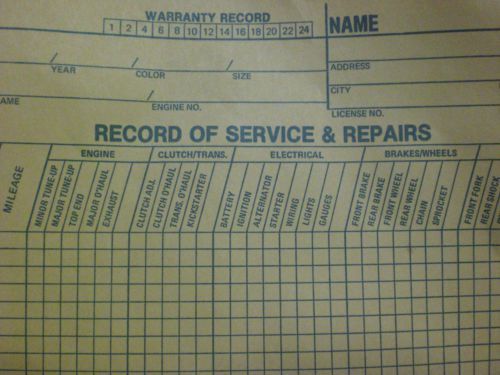 WARRANTY RECORD
1 2 4 6 8 10 12 14 16 18 20 22 24
NAME
YEAR COLOR SIZE
ADDRESS
CITY
AME ENGINE NO.
LICENSE NO.
RECORD OF SERVICE & REPAIRS
ENGINE CLUTCH/TRANS. ELECTRICAL BRAKES/WHEELS
MILEAGE
MINOR TUNE-UP
MAJOR TUNE-UP
TOP END
MAJOR O'HAUL
EXHAUST
CLUTCH ADJ.
CLUTCH O'HAUL
TRANS. O'HAUL
KICKSTARTER
BATTERY
IGNITION
ALTERNATOR
STARTER
WIRING
LIGHTS
GAUGES
FRONT BRAKE
REAR BRAKE
FRONT WHEEL
REAR WHEEL
CHAIN
SPROCKET
FRONT FORK
REAR SHOCK